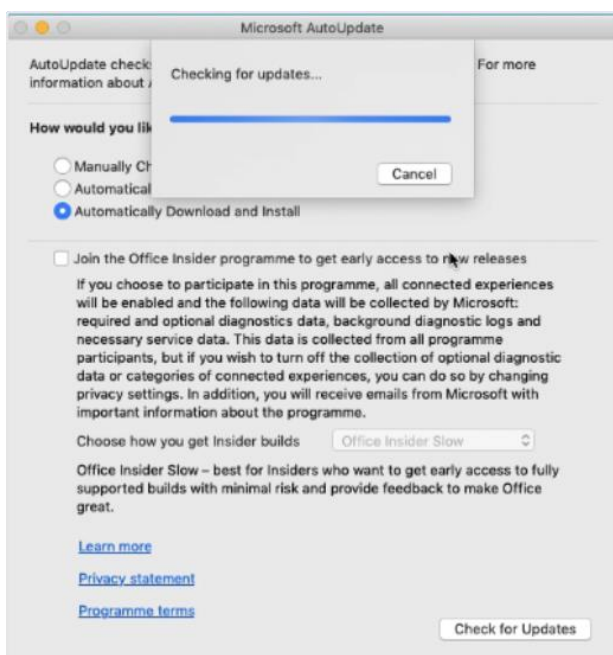 Microsoft AutoUpdate
AutoUpdate check
For more
information about
Checking for updates...
Cancel
How would you lik
Manually Ch
Automatical
Automatically Download and Install
Join the Office Insider programme to get early access to new releases
If you choose to participate in this programme, all connected experiences
will be enabled and the following data will be collected by Microsoft:
required and optional diagnostics data, background diagnostic logs and
necessary service data. This data is collected from all programme
participants, but if you wish to turn off the collection of optional diagnostic
data or categories of connected experiences, you can do so by changing
privacy settings. In addition, you will receive emails from Microsoft with
important information about the programme.
Choose how you get Insider builds Office Insider Slow
Office Insider Slow – best for Insiders who want to get early access to fully
supported builds with minimal risk and provide feedback to make Office
great.
Learn more
Privacy statement
Programme terms
Check for Updates